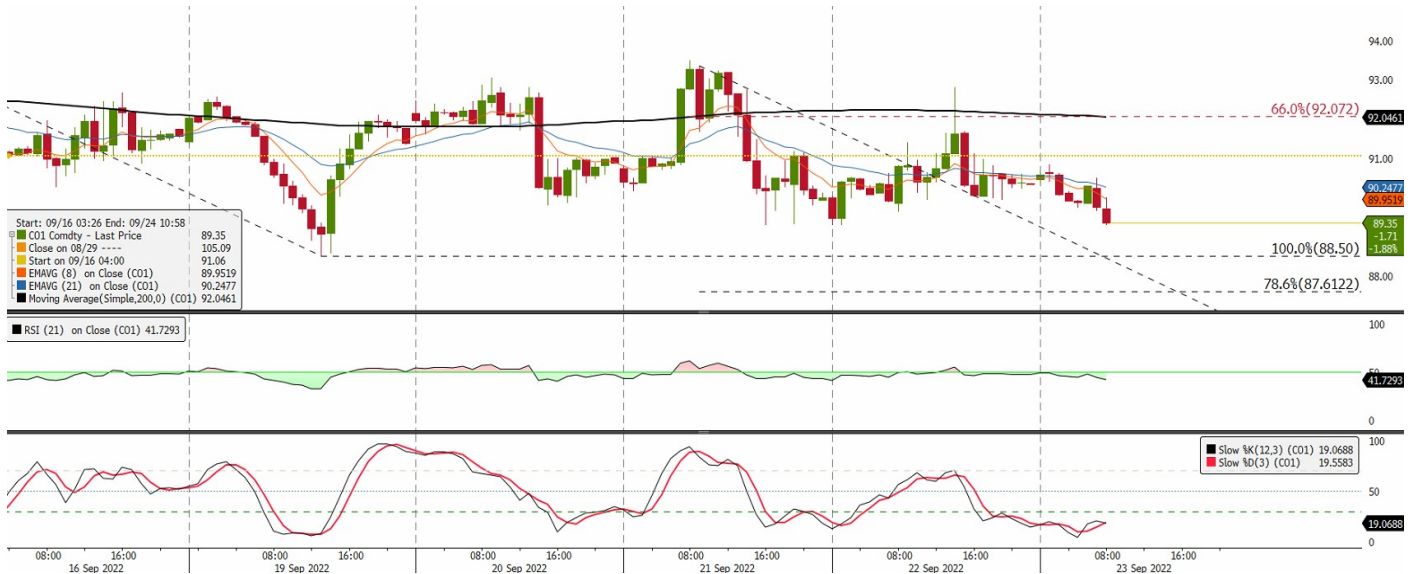 94.00
93.00
66.0%(92.072)
92.0461
91.00
90.2477
89.9519
89.35
-1.71
-1.88%
100.0%(88.50)
88.00
78.6%(87.6122)
Start: 09/16 03:26 End: 09/24 10:58
CO1 Comdty - Last Price 89.35
Close on 08/29 ---- 105.09
Start on 09/16 04:00 91.06
EMAVG (8) on Close (CO1) 89.9519
EMAVG (21) on Close (CO1) 90.2477
Moving Average(Simple,200,0) (CO1) 92.0461
RSI (21) on Close (CO1) 41.7293
100
50
41.7293
0
Slow %K(12,3) (CO1) 19.0688
Slow %D(3) (CO1) 19.5583
100
50
19.0688
0
08:00 16:00 08:00 16:00 08:00 16:00 08:00 16:00 08:00 16:00 08:00 16:00
16 Sep 2022 19 Sep 2022 20 Sep 2022 21 Sep 2022 22 Sep 2022 23 Sep 2022